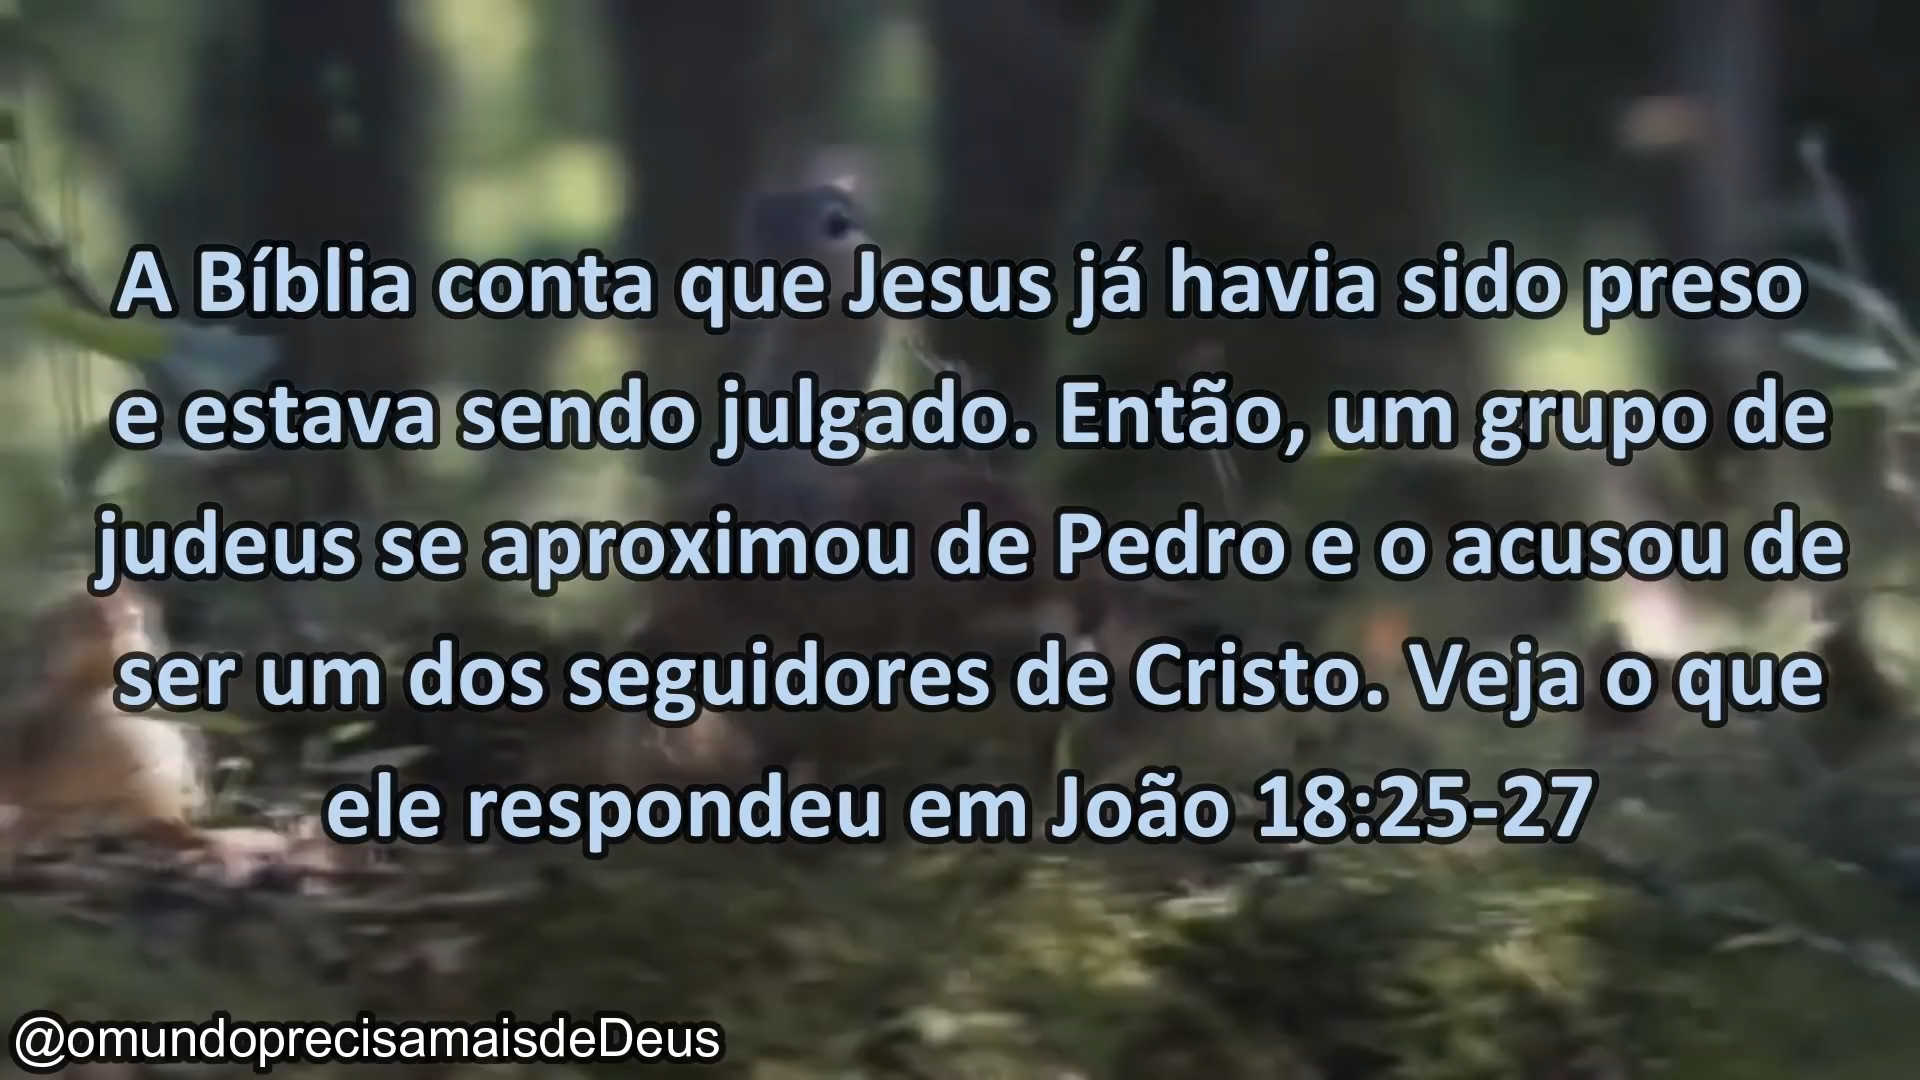 A Bíblia conta que Jesus já havia sido preso
e estava sendo julgado. Então, um grupo de
judeus se aproximou de Pedro e o acusou de
ser um dos seguidores de Cristo. Veja o que
ele respondeu em João 18:25-27
@omundoprecisamaisdeDeus